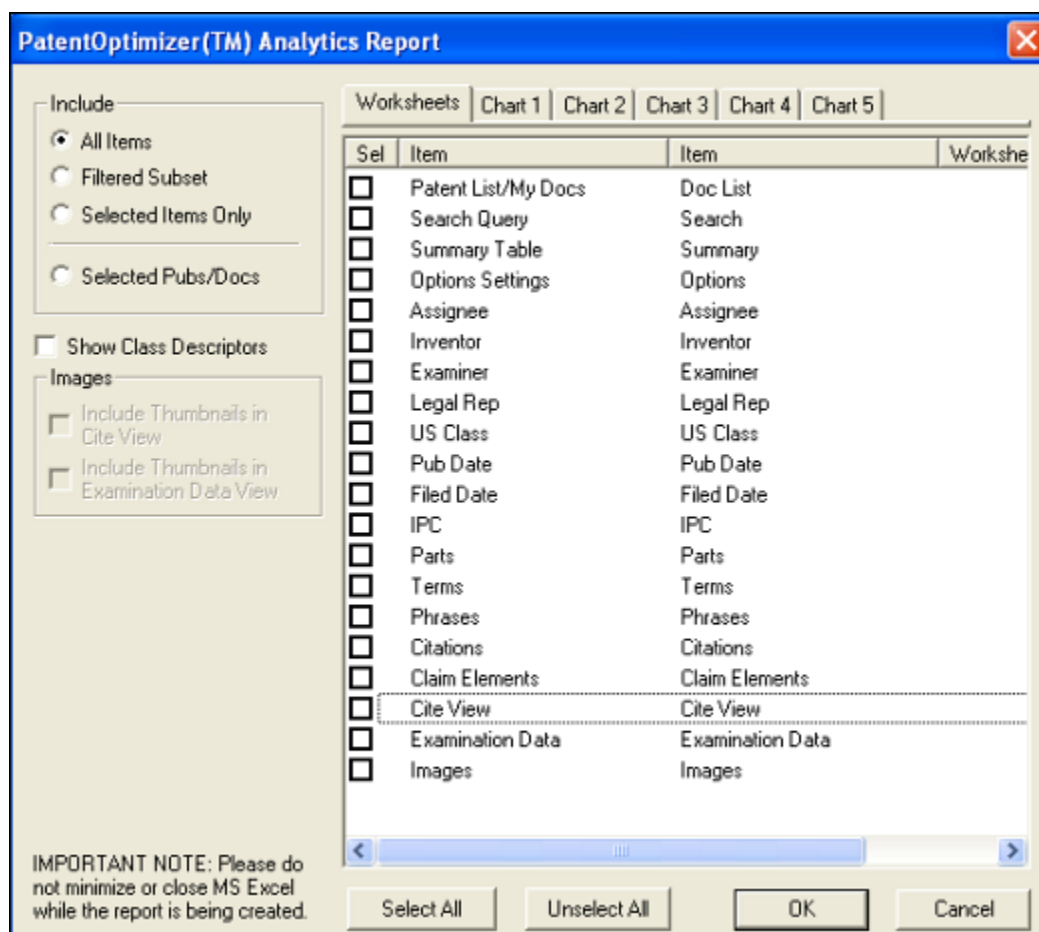 PatentOptimizer(TM) Analytics Report
Include
All Items
Filtered Subset
Selected Items Only
Selected Pubs/Docs
Show Class Descriptors
Images
Include Thumbnails in
Cite View
Include Thumbnails in
Examination Data View
IMPORTANT NOTE: Please do
not minimize or close MS Excel
while the report is being created.
Worksheets Chart 1 Chart 2 Chart 3 Chart 4 Chart 5
Sel Item Item Workshe
Patent List/My Docs Doc List
Search Query Search
Summary Table Summary
Options Settings Options
Assignee Assignee
Inventor Inventor
Examiner Examiner
Legal Rep Legal Rep
US Class US Class
Pub Date Pub Date
Filed Date Filed Date
IPC IPC
Parts Parts
Terms Terms
Phrases Phrases
Citations Citations
Claim Elements Claim Elements
Cite View Cite View
Examination Data Examination Data
Images Images
Select All Unselect All OK Cancel